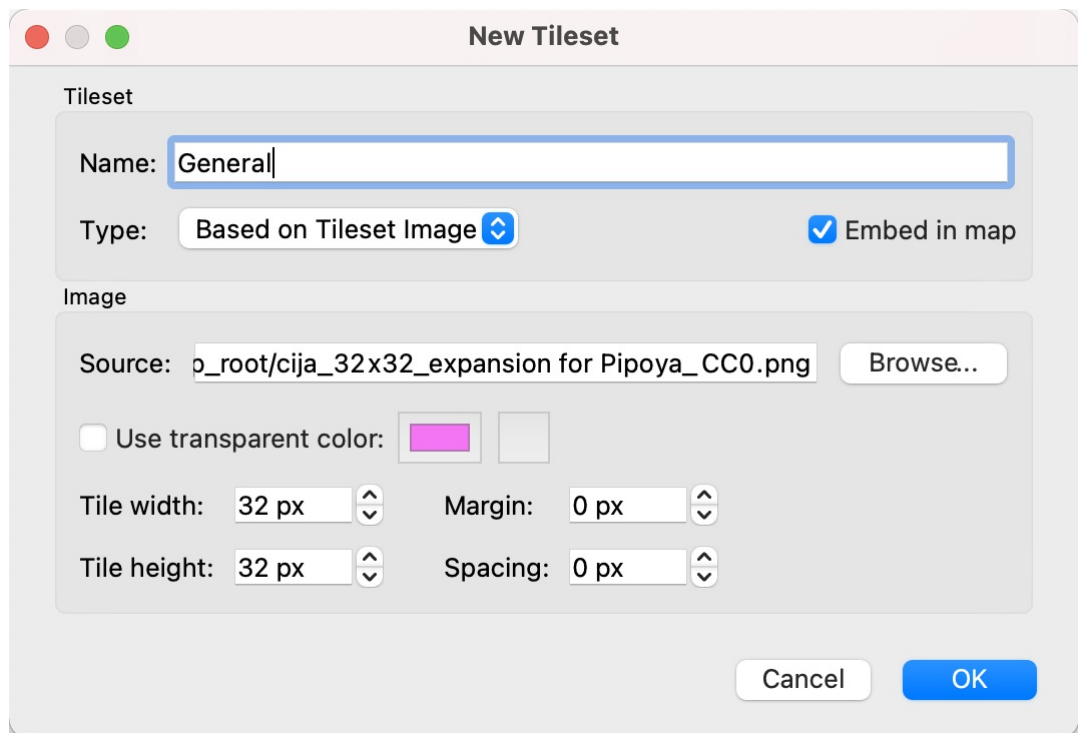 New Tileset
Tileset
Name: General
Type: Based on Tileset Image Embed in map
Image
Source: p_root/cija_32x32_expansion for Pipoya_CC0.png Browse...
Use transparent color:
Tile width: 32 px Margin: 0 px
Tile height: 32 px Spacing: 0 px
Cancel OK